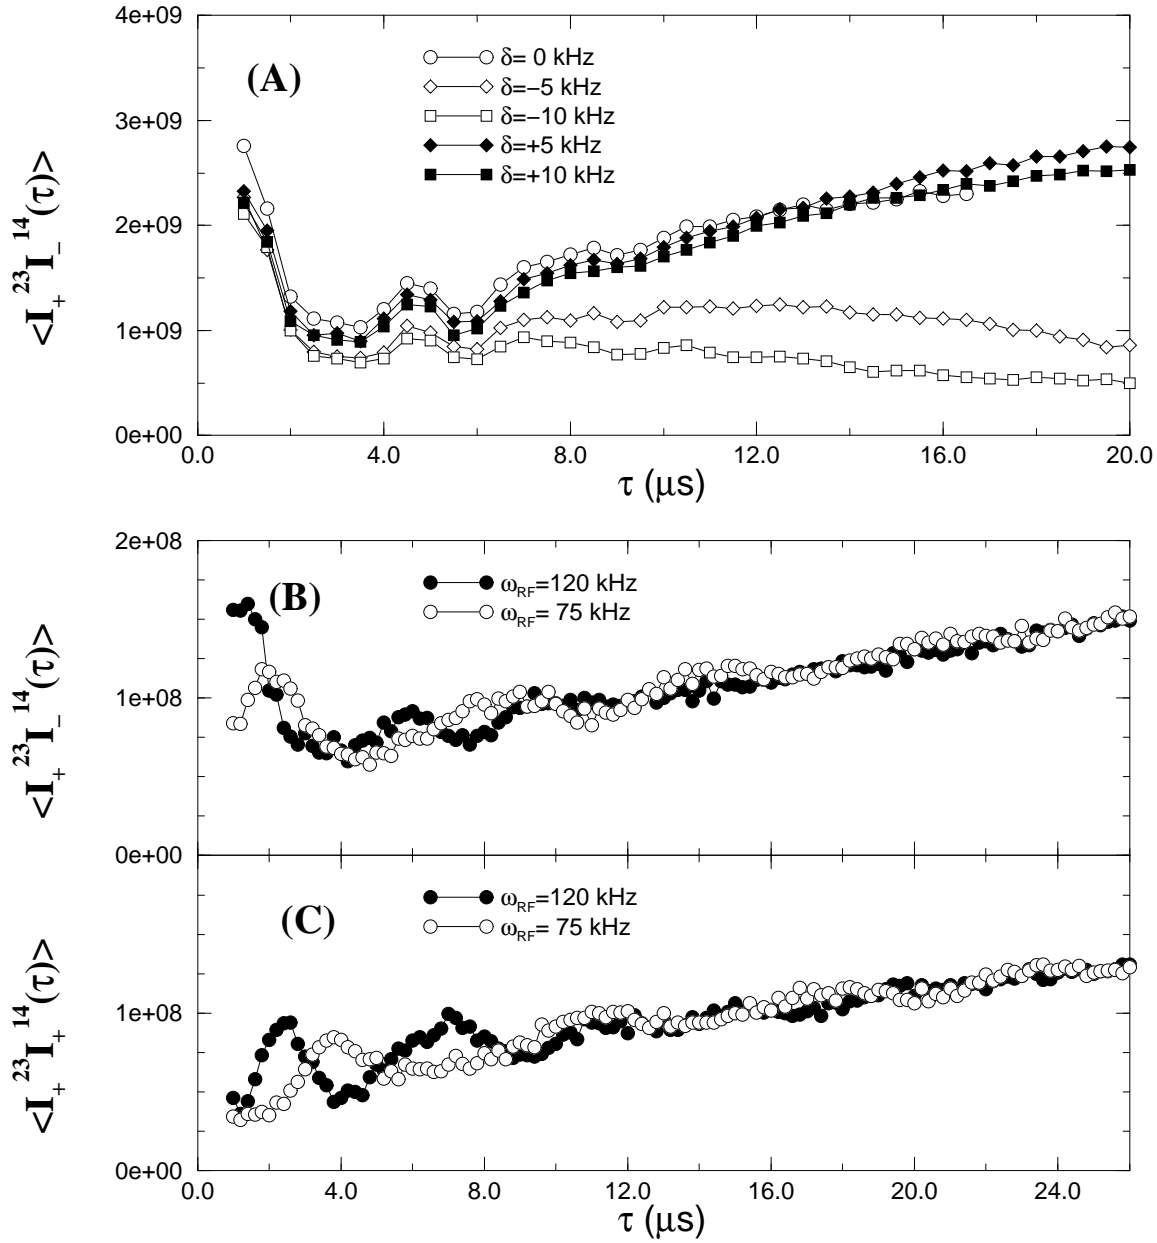 4e+09
3e+09
2e+09
1e+09
0e+00
<I₊²³I₋¹⁴(τ)>
(A)
δ= 0 kHz
δ=−5 kHz
δ=−10 kHz
δ=+5 kHz
δ=+10 kHz
0.0 4.0 8.0 12.0 16.0 20.0
τ (μs)
2e+08
1e+08
0e+00
<I₊²³I₋¹⁴(τ)>
(B)
ωRF=120 kHz
ωRF= 75 kHz
1e+08
0e+00
<I₊²³I₊¹⁴(τ)>
(C)
ωRF=120 kHz
ωRF= 75 kHz
0.0 4.0 8.0 12.0 16.0 20.0 24.0
τ (μs)